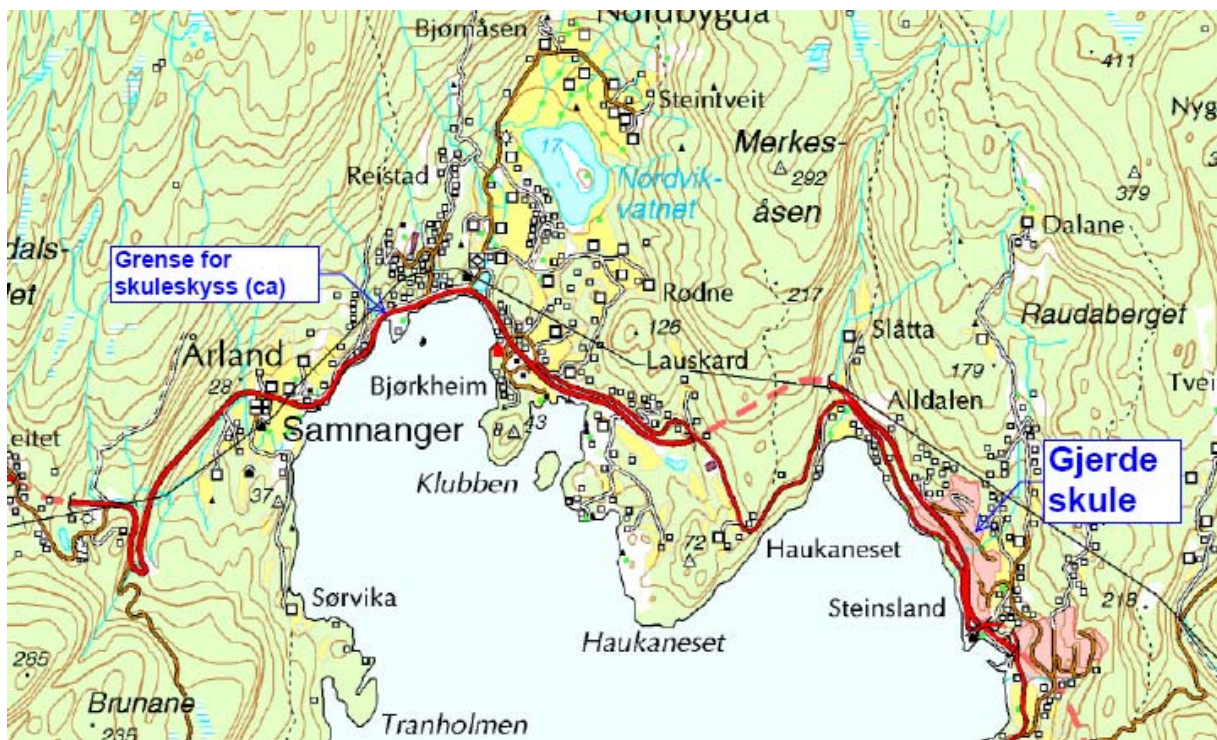 Nordbygda
Bjørnåsen
411
Steintveit
Nyg
Merkes-
åsen
292
17
Nordvik-
vatnet
Reistad
379
Dalane
dals-
Grense for
skuleskyss (ca)
Rødne
217
Raudaberget
126
Slåtta
Lauskard
179
Årland
28
Bjørkheim
Alldalen
Tvei
Samnanger
43
8
Gjerde
skule
eitet
Klubben
37
72
Haukaneset
Sørvika
Steinsland
218
Haukaneset
285
Brunane
235
Tranholmen